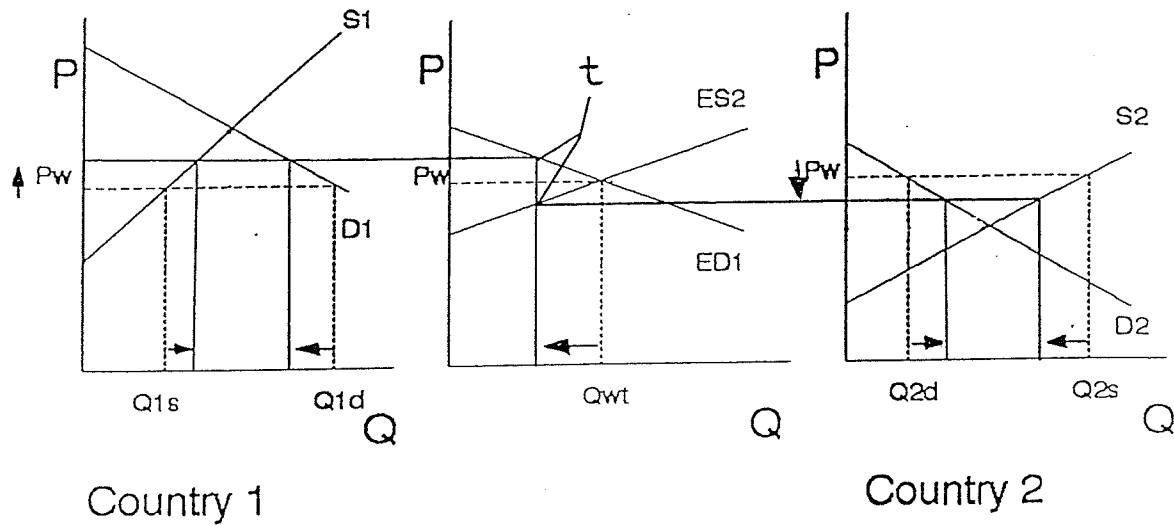 S1
P
Pw
D1
Q1s
Q1d
Q
Country 1
t
P
ES2
Pw
ED1
Qwt
Q
P
S2
Pw
D2
Q2d
Q2s
Q
Country 2